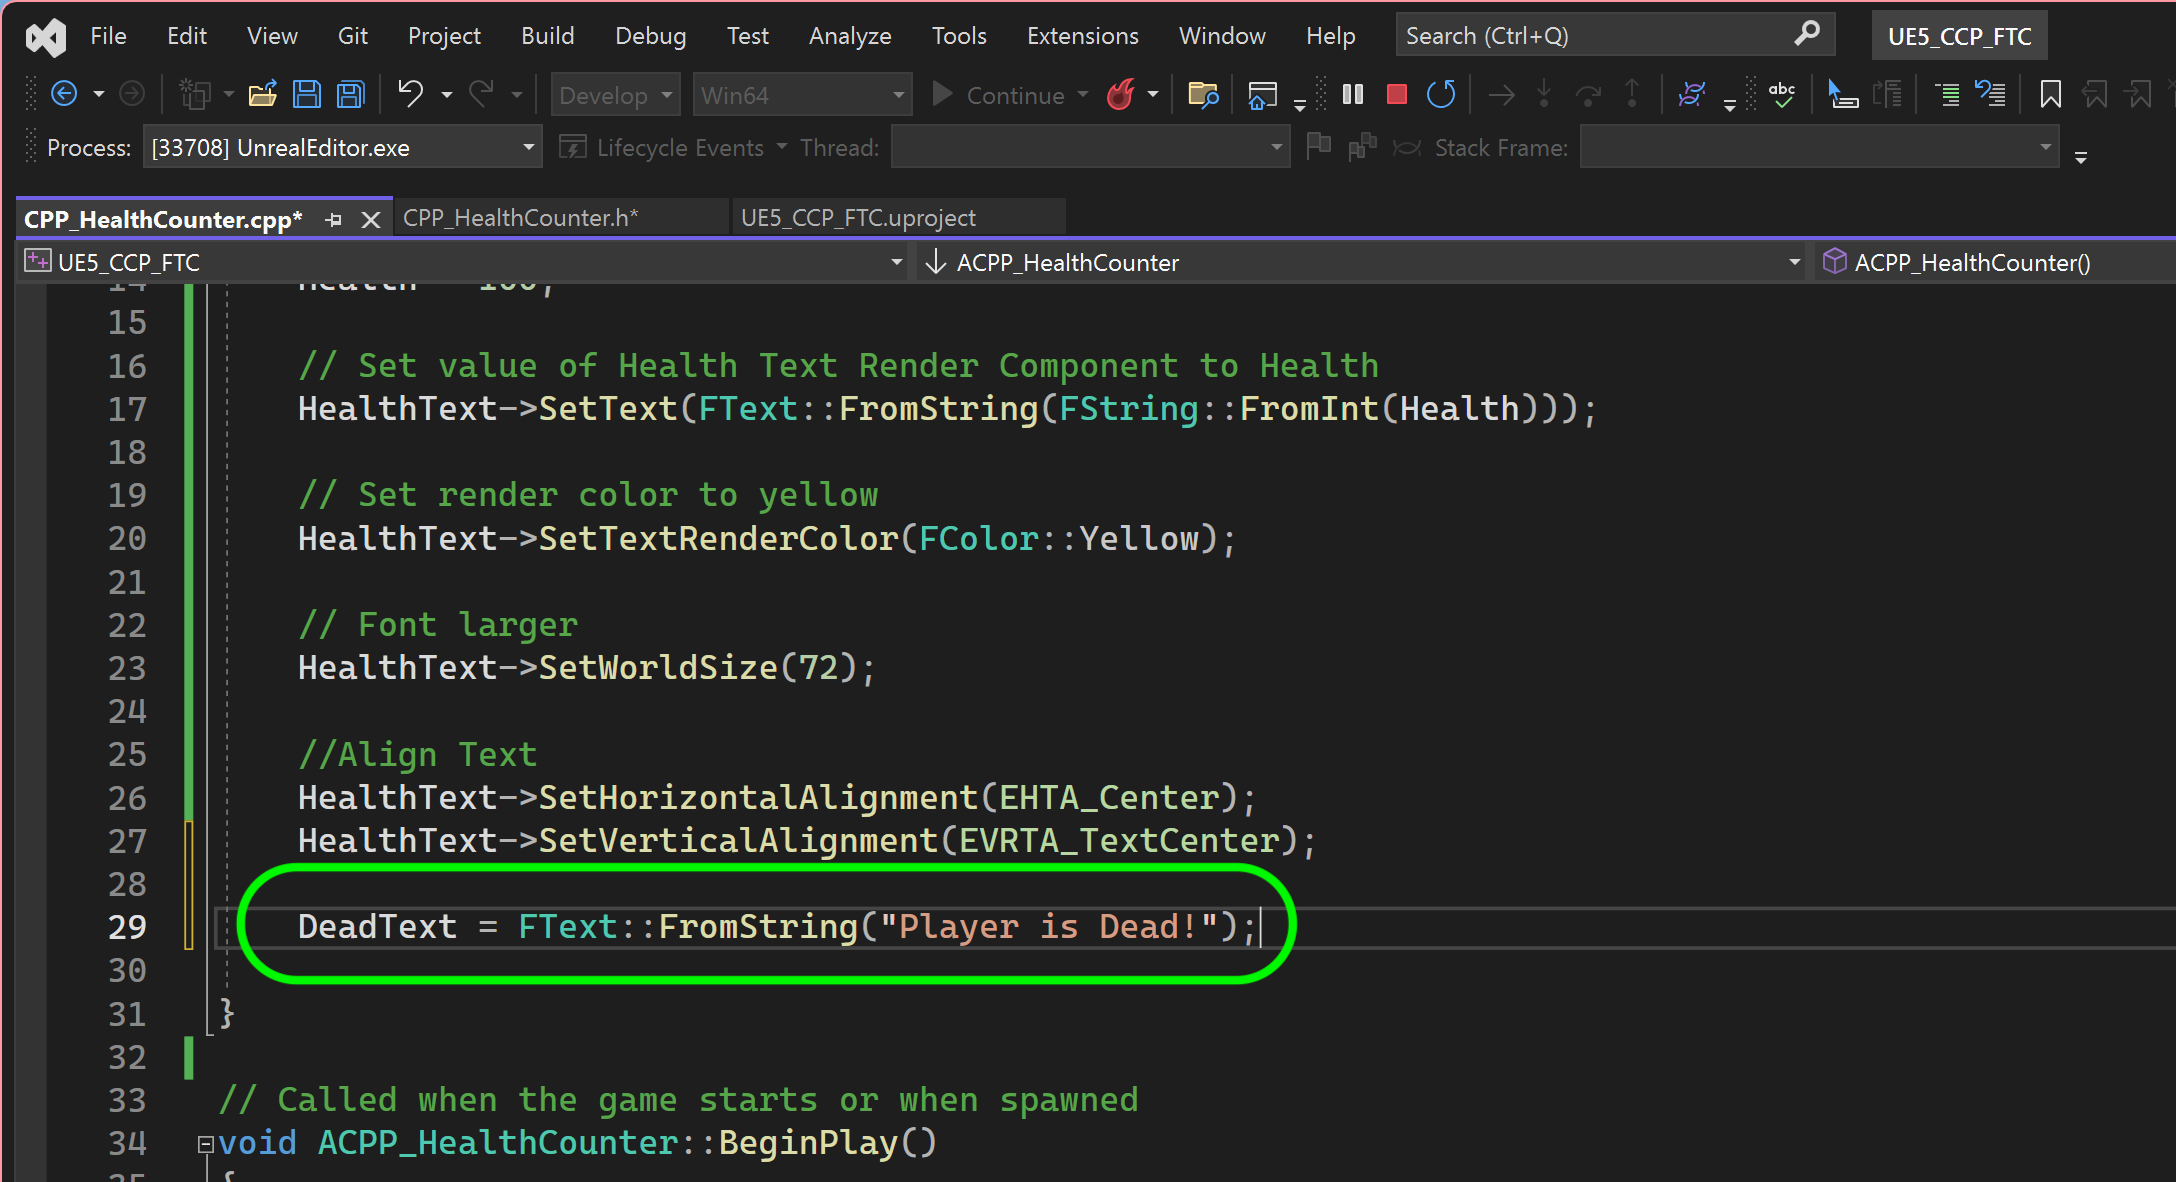 File Edit View Git Project Build Debug Test Analyze Tools Extensions Window Help Search (Ctrl+Q) UE5_CCP_FTC
Develop Win64 Continue abc
Process: [33708] UnrealEditor.exe Lifecycle Events Thread: Stack Frame:
CPP_HealthCounter.cpp* CPP_HealthCounter.h* UE5_CCP_FTC.uproject
UE5_CCP_FTC ACPP_HealthCounter ACPP_HealthCounter()
14 Health 100;
15
16 // Set value of Health Text Render Component to Health
17 HealthText->SetText(FText::FromString(FString::FromInt(Health)));
18
19 // Set render color to yellow
20 HealthText->SetTextRenderColor(FColor::Yellow);
21
22 // Font larger
23 HealthText->SetWorldSize(72);
24
25 //Align Text
26 HealthText->SetHorizontalAlignment(EHTA_Center);
27 HealthText->SetVerticalAlignment(EVRTA_TextCenter);
28
29 DeadText = FText::FromString("Player is Dead!");
30
31 }
32
33 // Called when the game starts or when spawned
34 void ACPP_HealthCounter::BeginPlay()
35 {